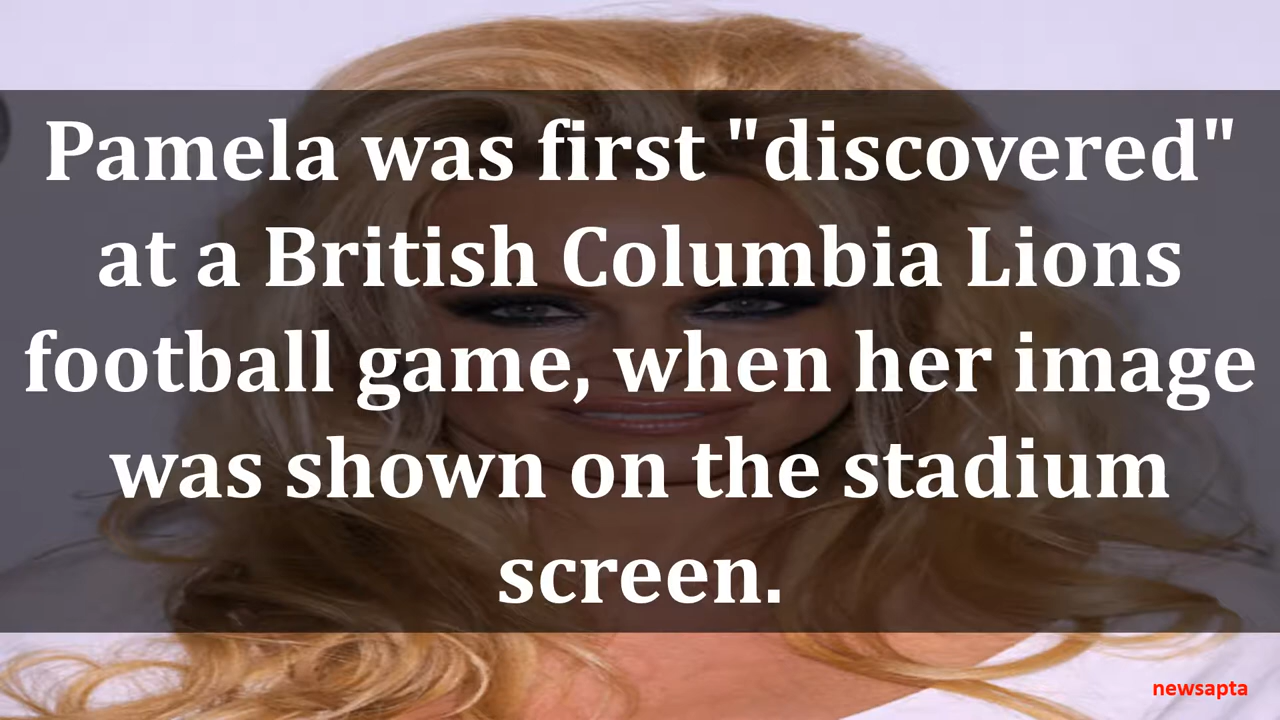 Pamela was first "discovered"
at a British Columbia Lions
football game, when her image
was shown on the stadium
screen.
newsapta